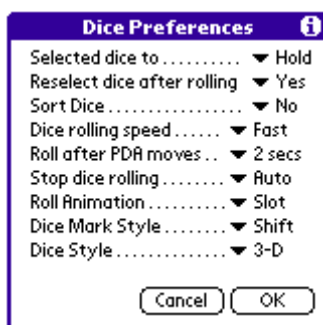 Dice Preferences i
Selected dice to .......... Hold
Reselect dice after rolling Yes
Sort Dice ................. No
Dice rolling speed ...... Fast
Roll after PDA moves .. 2 secs
Stop dice rolling ........ Auto
Roll Animation .......... Slot
Dice Mark Style ........ Shift
Dice Style .............. 3-D
Cancel OK